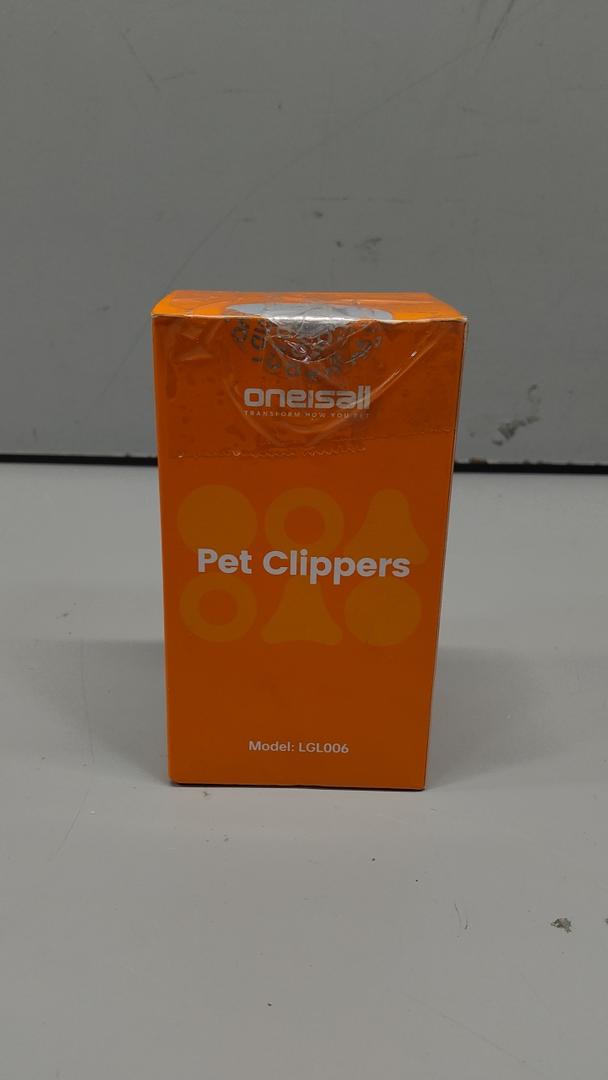 oneisall
TRANSFORM HOW YOU PET
Pet Clippers
Model: LGL006